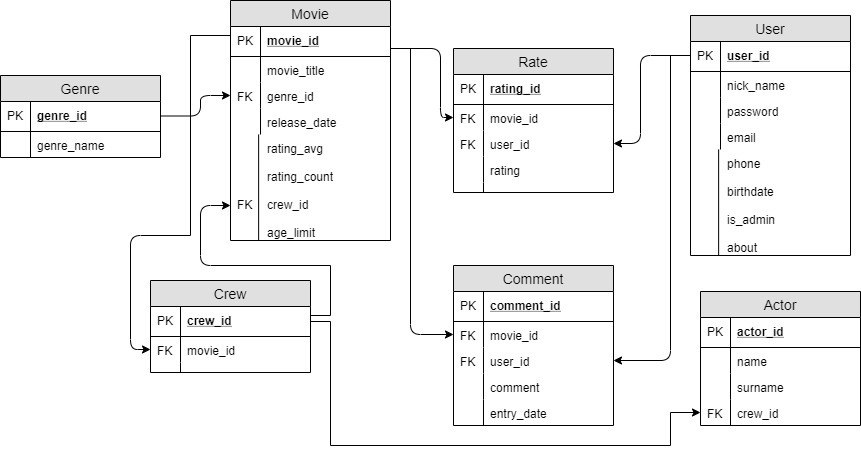 Movie
PK movie_id
movie_title
FK genre_id
release_date
rating_avg
rating_count
FK crew_id
age_limit
User
PK user_id
nick_name
password
email
phone
birthdate
is_admin
about
Rate
PK rating_id
FK movie_id
FK user_id
rating
Genre
PK genre_id
genre_name
Crew
PK crew_id
FK movie_id
Comment
PK comment_id
FK movie_id
FK user_id
comment
entry_date
Actor
PK actor_id
name
surname
FK crew_id